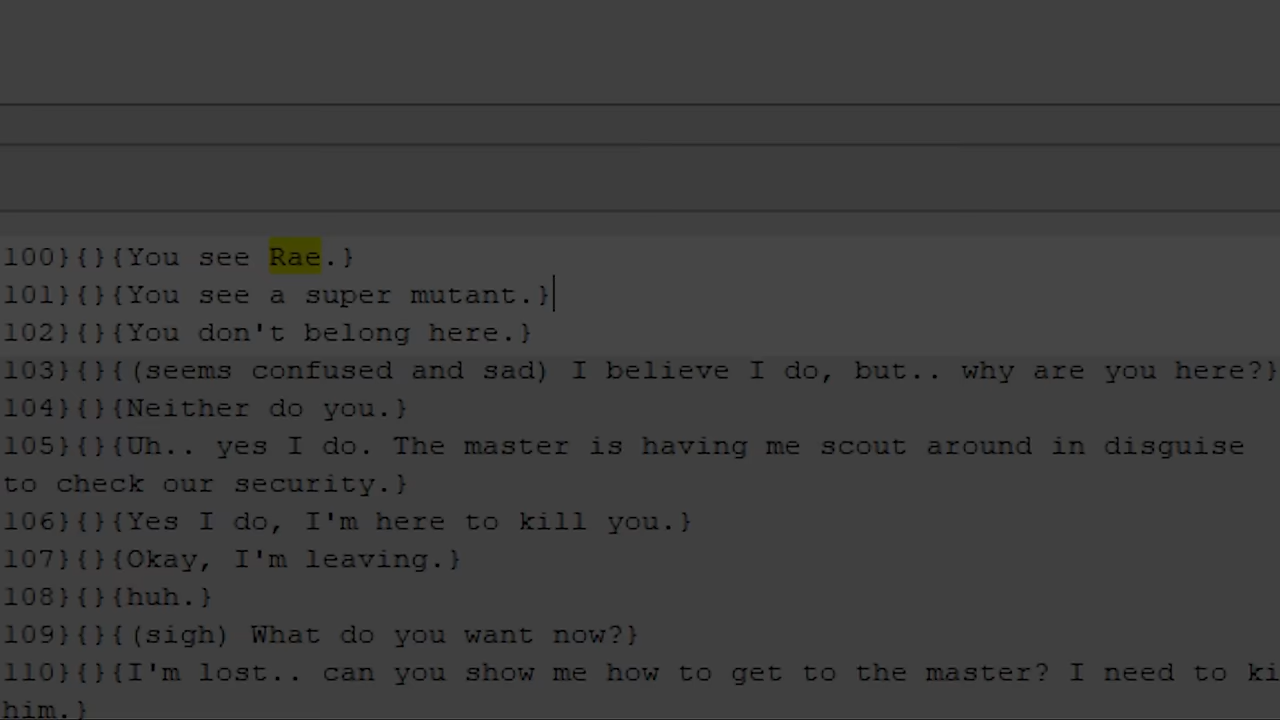 100}{}{You see Rae.}
101}{}{You see a super mutant.}
102}{}{You don't belong here.}
103}{}{(seems confused and sad) I believe I do, but.. why are you here?}
104}{}{Neither do you.}
105}{}{Uh.. yes I do. The master is having me scout around in disguise
to check our security.}
106}{}{Yes I do, I'm here to kill you.}
107}{}{Okay, I'm leaving.}
108}{}{huh.}
109}{}{(sigh) What do you want now?}
110}{}{I'm lost.. can you show me how to get to the master? I need to ki
him.}